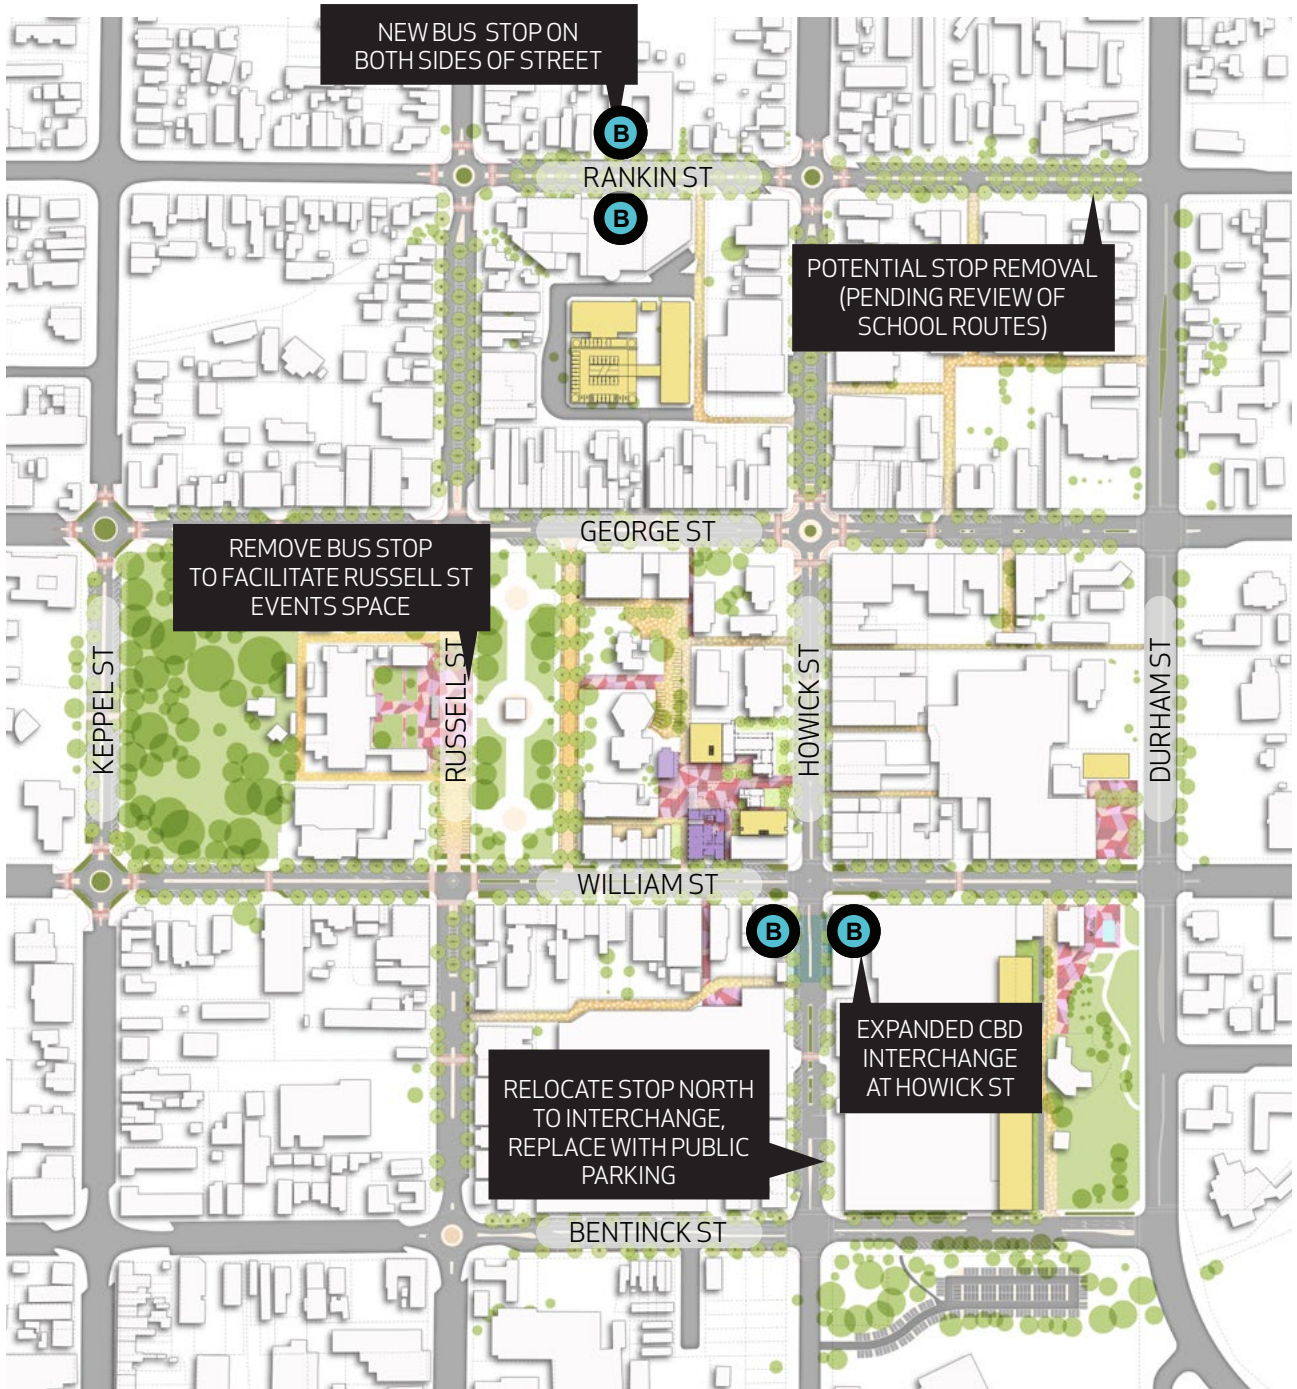 NEW BUS STOP ON
BOTH SIDES OF STREET
B
RANKIN ST
B
POTENTIAL STOP REMOVAL
(PENDING REVIEW OF
SCHOOL ROUTES)
GEORGE ST
REMOVE BUS STOP
TO FACILITATE RUSSELL ST
EVENTS SPACE
KEPPEL ST
RUSSELL ST
HOWICK ST
DURHAM ST
WILLIAM ST
B
B
EXPANDED CBD
INTERCHANGE
AT HOWICK ST
RELOCATE STOP NORTH
TO INTERCHANGE,
REPLACE WITH PUBLIC
PARKING
BENTINCK ST